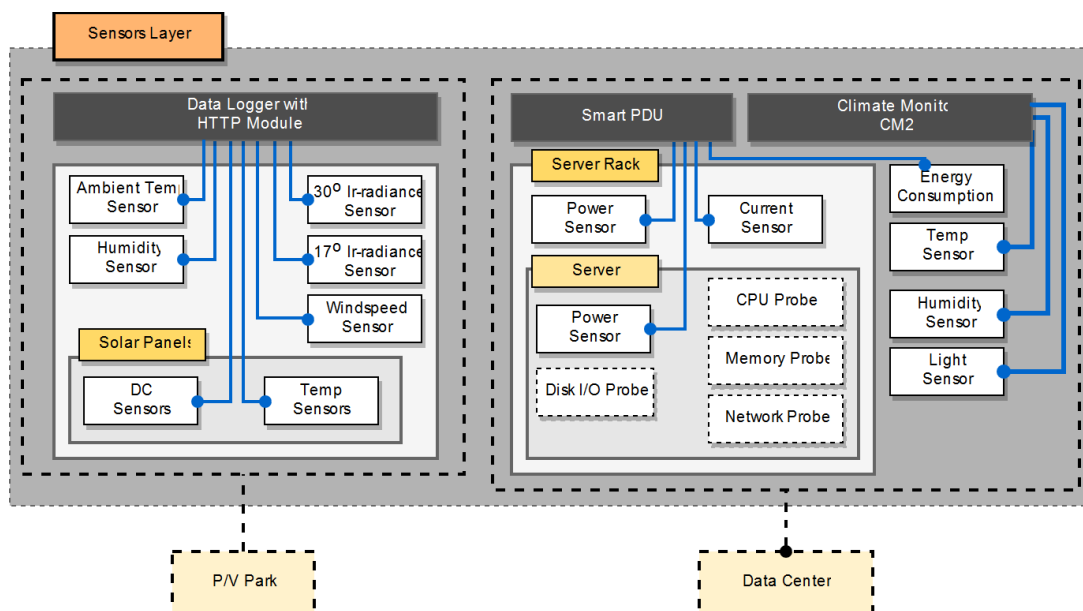 Sensors Layer
Data Logger with
HTTP Module
Ambient Tem
Sensor
Humidity
Sensor
30º Ir-radiance
Sensor
17º Ir-radiance
Sensor
Windspeed
Sensor
Solar Panels
DC
Sensors
Temp
Sensors
P/V Park
Smart PDU
Climate Monito
CM2
Server Rack
Power
Sensor
Current
Sensor
Energy
Consumption
Temp
Sensor
Humidity
Sensor
Light
Sensor
Server
Power
Sensor
Disk I/O Probe
CPU Probe
Memory Probe
Network Probe
Data Center